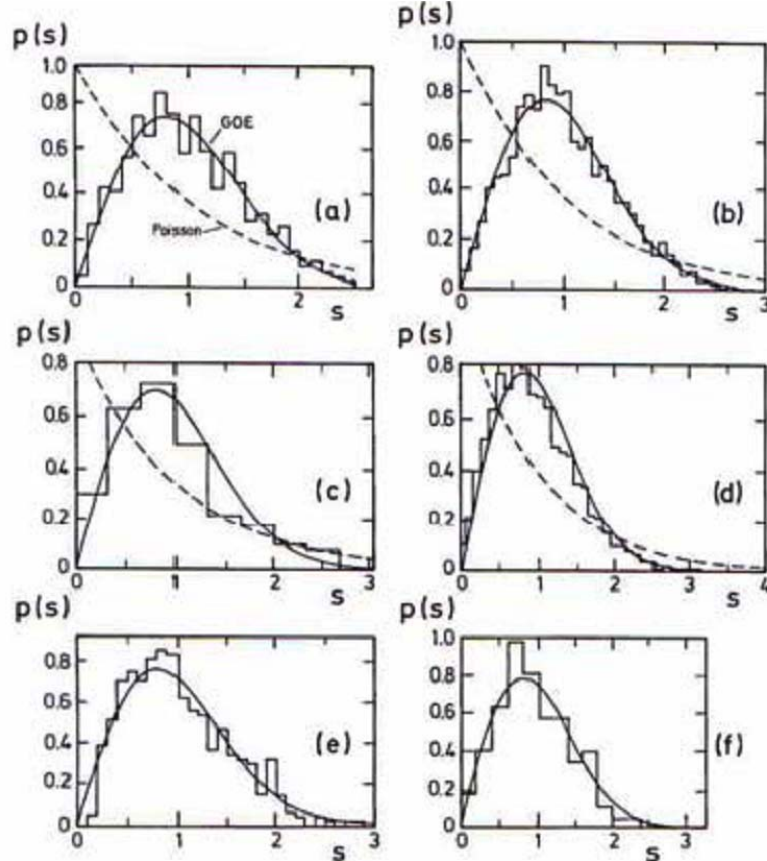 p(s) p(s)
1.0 1.0
0.8 0.8
0.6 0.6
0.4 0.4
0.2 0.2
0 0
GOE
Poisson
(a) (b)
0 1 2 0 1 2 3
s s
p(s) p(s)
0.8 0.8
0.6
0.4 0.4
0.2 0.2
0 0
(c) (d)
0 1 2 3 0 1 2 3 4
s s
p(s) p(s)
0.8 1.0
0.6 0.8
0.4 0.6
0.2 0.4
0 0.2
0
(e) (f)
0 1 2 3 0 1 2 3
s s